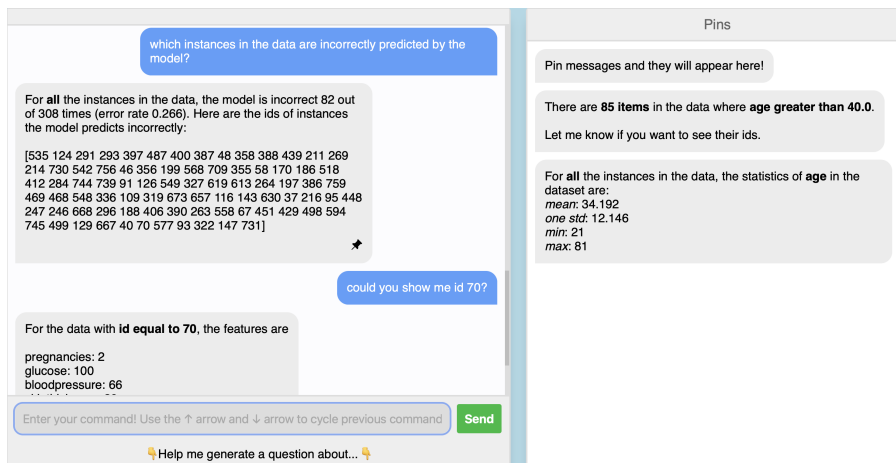 which instances in the data are incorrectly predicted by the
model?
For all the instances in the data, the model is incorrect 82 out
of 308 times (error rate 0.266). Here are the ids of instances
the model predicts incorrectly:
[535 124 291 293 397 487 400 387 48 358 388 439 211 269
214 730 542 756 46 356 199 568 709 355 58 170 186 518
412 284 744 739 91 126 549 327 619 613 264 197 386 759
469 468 548 336 109 319 673 657 116 143 630 37 216 95 448
247 246 668 296 188 406 390 263 558 67 451 429 498 594
745 499 129 667 40 70 577 93 322 147 731]
could you show me id 70?
For the data with id equal to 70, the features are
pregnancies: 2
glucose: 100
bloodpressure: 66
Enter your command! Use the ↑ arrow and ↓ arrow to cycle previous command
Send
👇Help me generate a question about... 👇
Pins
Pin messages and they will appear here!
There are 85 items in the data where age greater than 40.0.
Let me know if you want to see their ids.
For all the instances in the data, the statistics of age in the
dataset are:
mean: 34.192
one std: 12.146
min: 21
max: 81